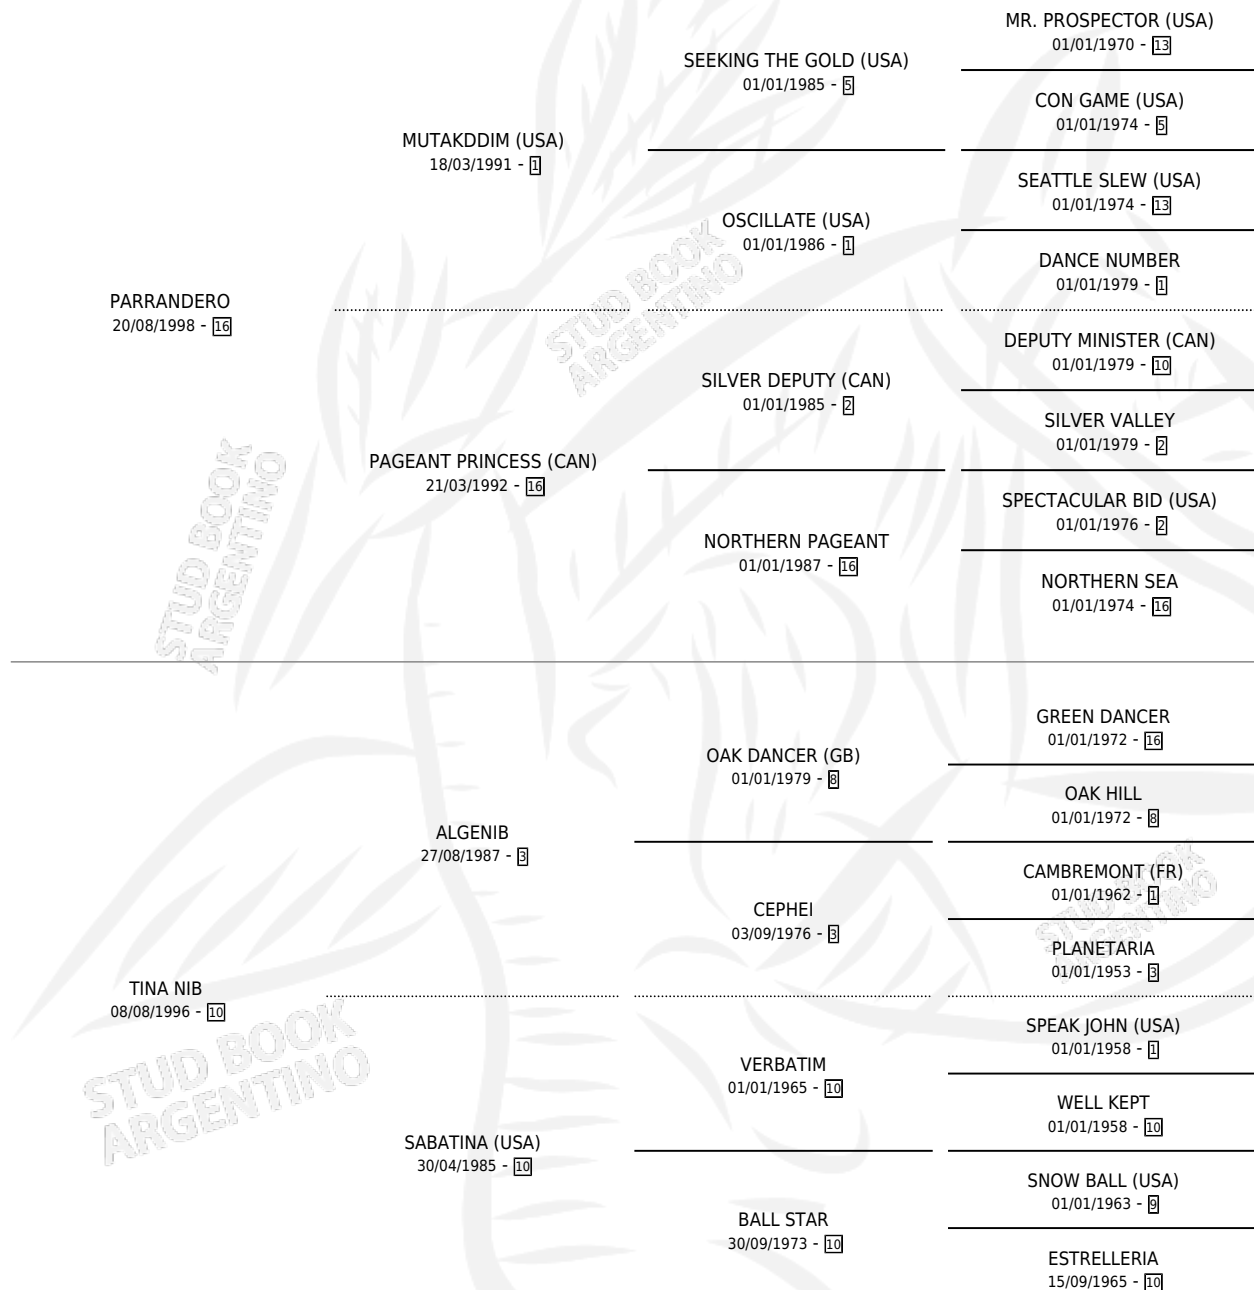 MR. PROSPECTOR (USA)
01/01/1970 - 13
SEEKING THE GOLD (USA)
01/01/1985 - 5
CON GAME (USA)
01/01/1974 - 5
MUTAKDDIM (USA)
18/03/1991 - 1
SEATTLE SLEW (USA)
01/01/1974 - 13
OSCILLATE (USA)
01/01/1986 - 1
DANCE NUMBER
01/01/1979 - 1
PARRANDERO
20/08/1998 - 16
DEPUTY MINISTER (CAN)
01/01/1979 - 10
SILVER DEPUTY (CAN)
01/01/1985 - 2
SILVER VALLEY
01/01/1979 - 2
PAGEANT PRINCESS (CAN)
21/03/1992 - 16
SPECTACULAR BID (USA)
01/01/1976 - 2
NORTHERN PAGEANT
01/01/1987 - 16
NORTHERN SEA
01/01/1974 - 16
GREEN DANCER
01/01/1972 - 16
OAK DANCER (GB)
01/01/1979 - 8
OAK HILL
01/01/1972 - 8
ALGENIB
27/08/1987 - 3
CAMBREMONT (FR)
01/01/1962 - 1
CEPHEI
03/09/1976 - 3
PLANETARIA
01/01/1953 - 3
TINA NIB
08/08/1996 - 10
SPEAK JOHN (USA)
01/01/1958 - 1
VERBATIM
01/01/1965 - 10
WELL KEPT
01/01/1958 - 10
SABATINA (USA)
30/04/1985 - 10
SNOW BALL (USA)
01/01/1963 - 9
BALL STAR
30/09/1973 - 10
ESTRELLERIA
15/09/1965 - 10
STUD BOOK
ARGENTINO
STUD BOOK
ARGENTINO
STUD BOOK
ARGENTINO
STUD BOOK
ARGENTINO